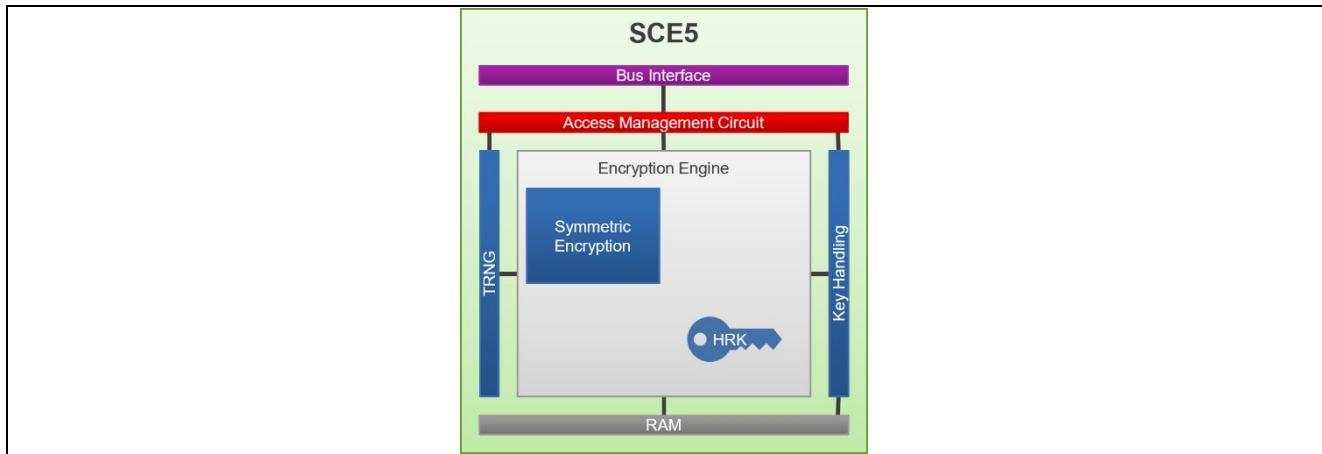 SCE5
Bus Interface
Access Management Circuit
Encryption Engine
Symmetric
Encryption
TRNG
Key Handling
HRK
RAM